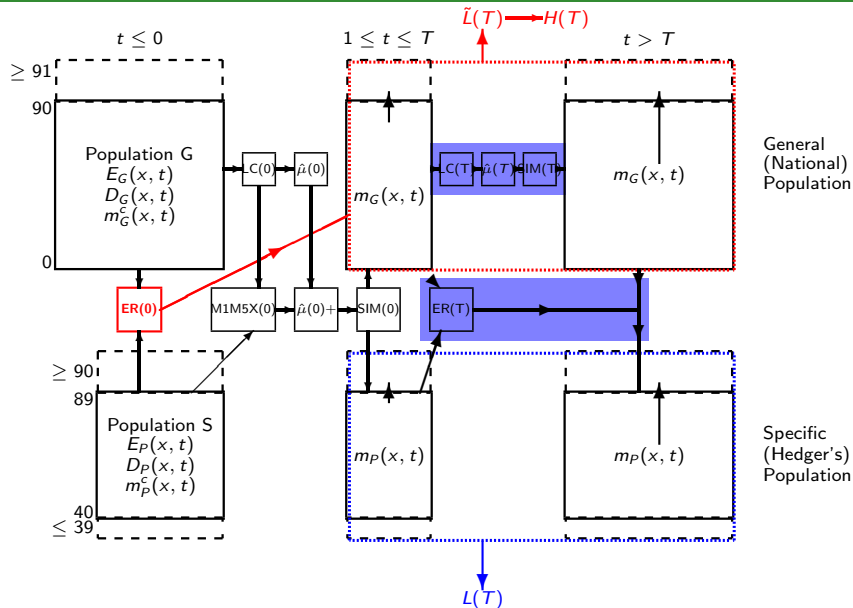 L̃(T) H(T)
t ≤ 0
1 ≤ t ≤ T
t > T
≥ 91
90
Population G
E_G(x, t)
D_G(x, t)
m^c_G(x, t)
0
LC(0)
μ̂(0)
m_G(x, t)
LC(T)
μ̂(T)
SIM(T)
m_G(x, t)
General
(National)
Population
ER(0)
M1M5X(0)
μ̂(0)+
SIM(0)
ER(T)
≥ 90
89
Population S
E_P(x, t)
D_P(x, t)
m^c_P(x, t)
40
≤ 39
m_P(x, t)
m_P(x, t)
Specific
(Hedger's)
Population
L(T)